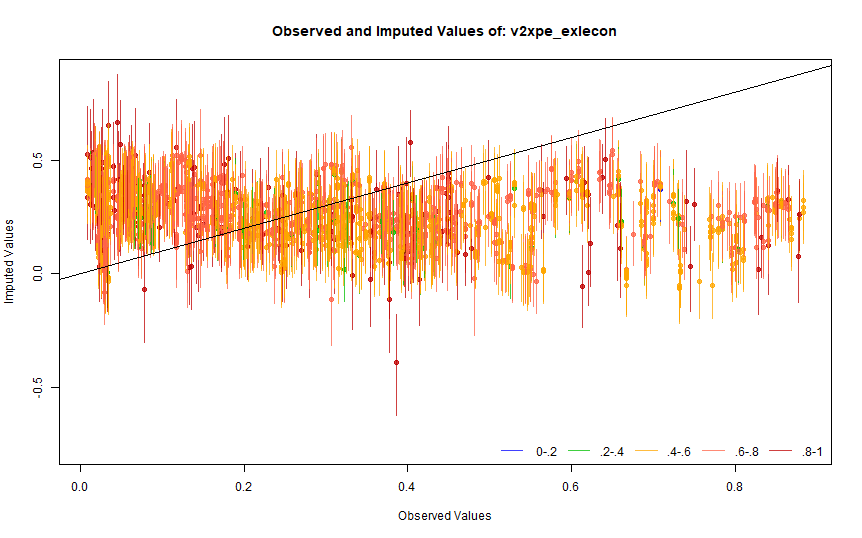 Observed and Imputed Values of: v2xpe_exlecon
Imputed Values
0.5
0.0
-0.5
0-.2 .2-.4 .4-.6 .6-.8 .8-1
0.0 0.2 0.4 0.6 0.8
Observed Values